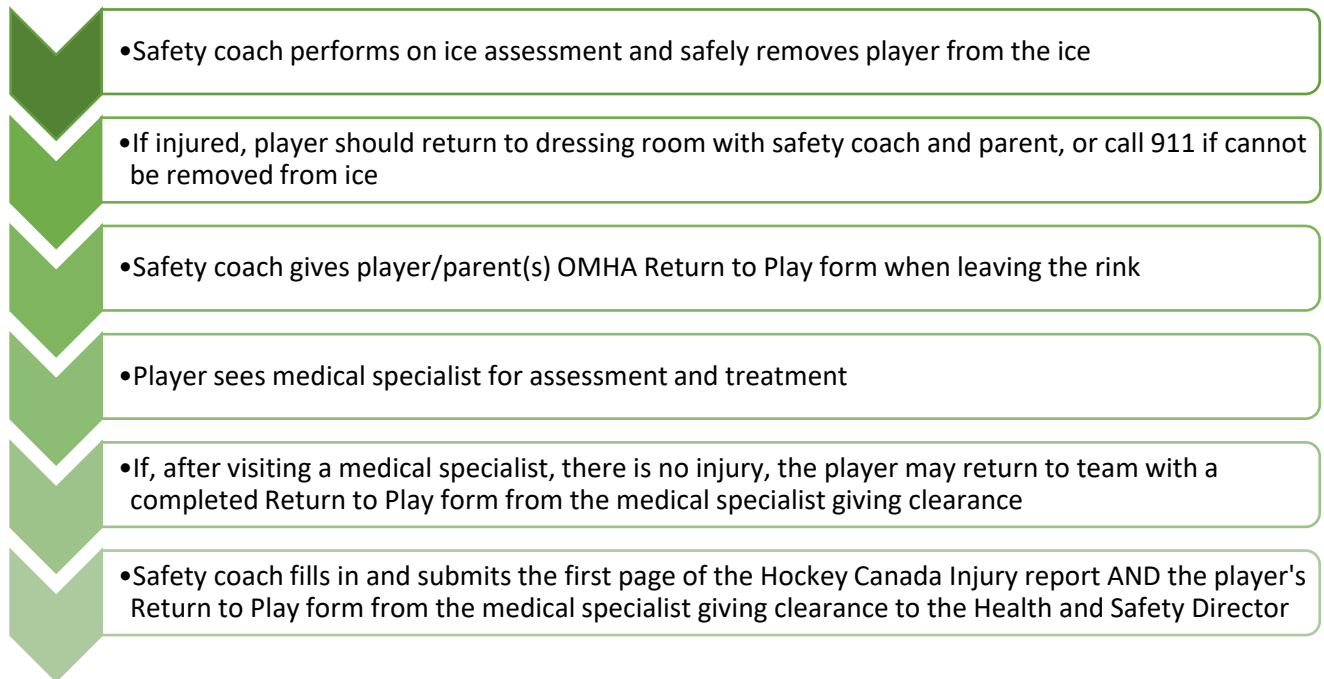 •Safety coach performs on ice assessment and safely removes player from the ice
•If injured, player should return to dressing room with safety coach and parent, or call 911 if cannot
be removed from ice
•Safety coach gives player/parent(s) OMHA Return to Play form when leaving the rink
•Player sees medical specialist for assessment and treatment
•If, after visiting a medical specialist, there is no injury, the player may return to team with a
completed Return to Play form from the medical specialist giving clearance
•Safety coach fills in and submits the first page of the Hockey Canada Injury report AND the player's
Return to Play form from the medical specialist giving clearance to the Health and Safety Director